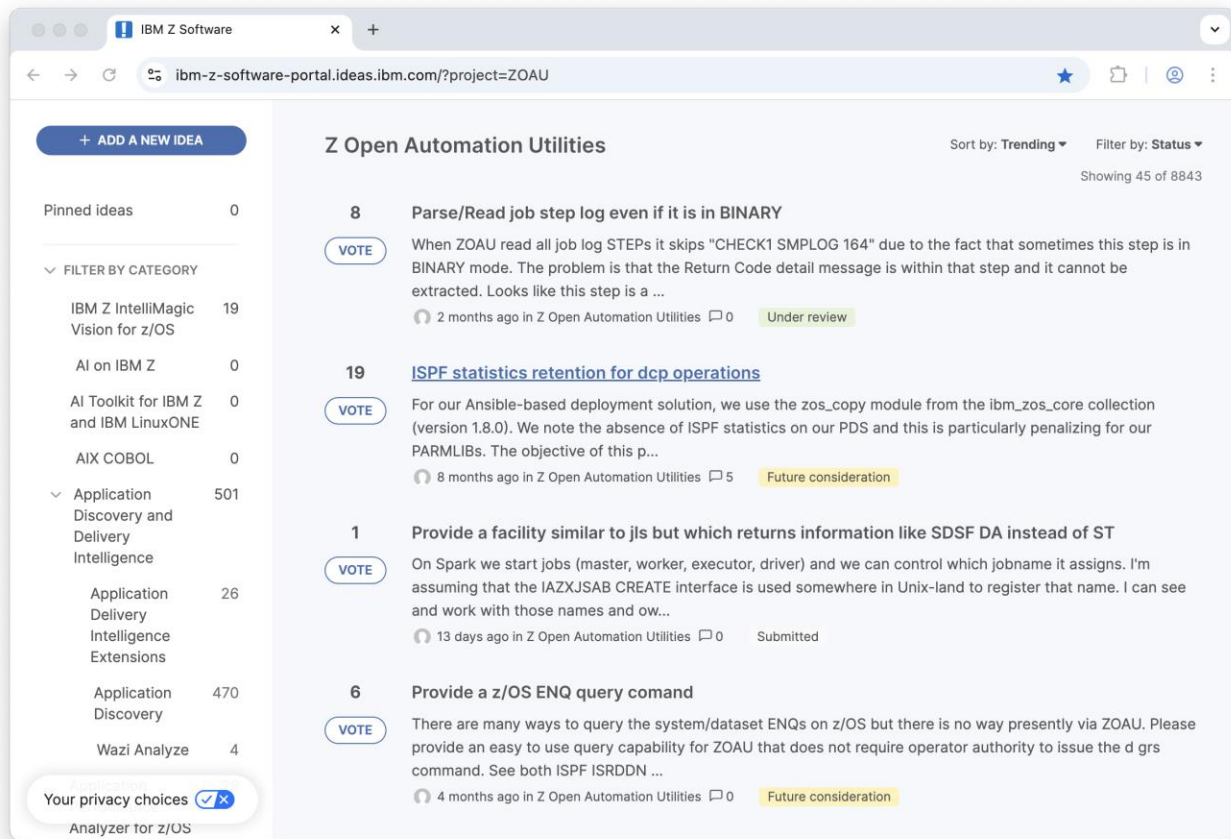 IBM Z Software
ibm-z-software-portal.ideas.ibm.com/?project=ZOAU
+ ADD A NEW IDEA
Pinned ideas 0
FILTER BY CATEGORY
IBM Z IntelliMagic 19
Vision for z/OS
AI on IBM Z 0
AI Toolkit for IBM Z 0
and IBM LinuxONE
AIX COBOL 0
Application 501
Discovery and
Delivery
Intelligence
Application 26
Delivery
Intelligence
Extensions
Application 470
Discovery
Wazi Analyze 4
Application
Your privacy choices
Analyzer for z/OS
Z Open Automation Utilities
Sort by: Trending Filter by: Status
Showing 45 of 8843
8 Parse/Read job step log even if it is in BINARY
VOTE
When ZOAU read all job log STEPs it skips "CHECK1 SMPLOG 164" due to the fact that sometimes this step is in
BINARY mode. The problem is that the Return Code detail message is within that step and it cannot be
extracted. Looks like this step is a ...
2 months ago in Z Open Automation Utilities 0 Under review
19 ISPF statistics retention for dcp operations
VOTE
For our Ansible-based deployment solution, we use the zos_copy module from the ibm_zos_core collection
(version 1.8.0). We note the absence of ISPF statistics on our PDS and this is particularly penalizing for our
PARMLIBs. The objective of this p...
8 months ago in Z Open Automation Utilities 5 Future consideration
1 Provide a facility similar to jls but which returns information like SDSF DA instead of ST
VOTE
On Spark we start jobs (master, worker, executor, driver) and we can control which jobname it assigns. I'm
assuming that the IAZXJSAB CREATE interface is used somewhere in Unix-land to register that name. I can see
and work with those names and ow...
13 days ago in Z Open Automation Utilities 0 Submitted
6 Provide a z/OS ENQ query comand
VOTE
There are many ways to query the system/dataset ENQs on z/OS but there is no way presently via ZOAU. Please
provide an easy to use query capability for ZOAU that does not require operator authority to issue the d grs
command. See both ISPF ISRDDN ...
4 months ago in Z Open Automation Utilities 0 Future consideration